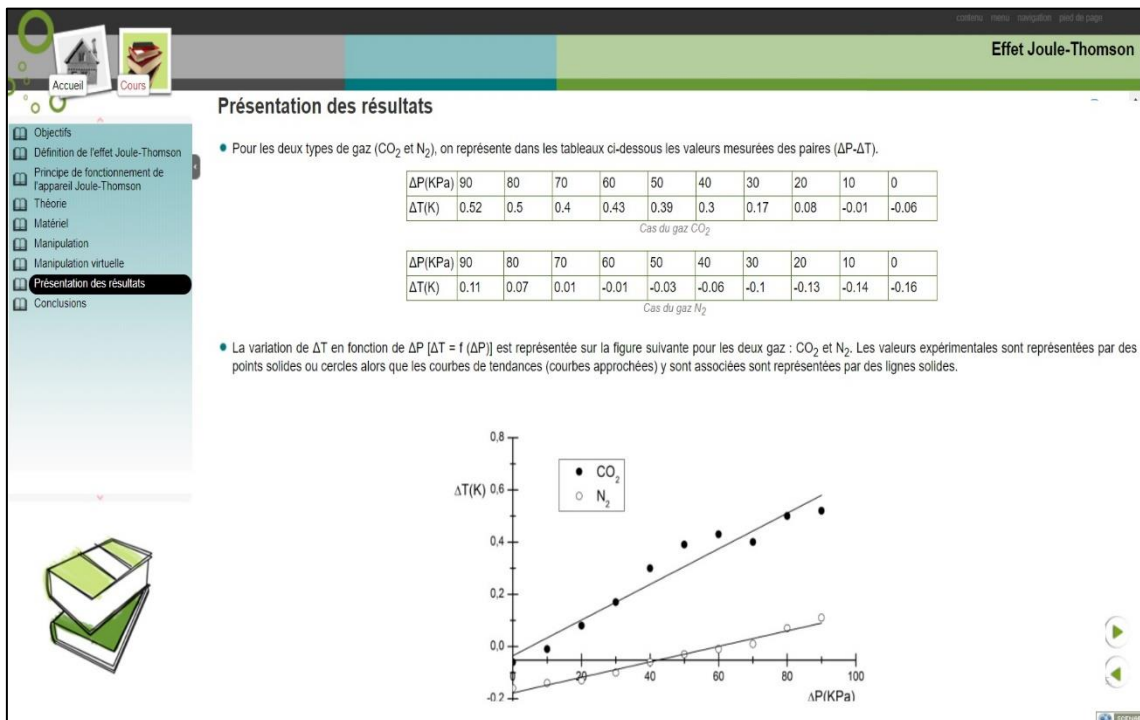 contenu menu navigation pied de page
Effet Joule-Thomson
Accueil
Cours
Objectifs
Définition de l'effet Joule-Thomson
Principe de fonctionnement de
l'appareil Joule-Thomson
Théorie
Matériel
Manipulation
Manipulation virtuelle
Présentation des résultats
Conclusions
Présentation des résultats
Pour les deux types de gaz (CO2 et N2), on représente dans les tableaux ci-dessous les valeurs mesurées des paires (ΔP-ΔT).
ΔP(KPa) 90 80 70 60 50 40 30 20 10 0
ΔT(K) 0.52 0.5 0.4 0.43 0.39 0.3 0.17 0.08 -0.01 -0.06
Cas du gaz CO2
ΔP(KPa) 90 80 70 60 50 40 30 20 10 0
ΔT(K) 0.11 0.07 0.01 -0.01 -0.03 -0.06 -0.1 -0.13 -0.14 -0.16
Cas du gaz N2
La variation de ΔT en fonction de ΔP [ΔT = f (ΔP)] est représentée sur la figure suivante pour les deux gaz : CO2 et N2. Les valeurs expérimentales sont représentées par des
points solides ou cercles alors que les courbes de tendances (courbes approchées) y sont associées sont représentées par des lignes solides.
0,8
CO2
ΔT(K) 0,6
N2
0,4
0,2
0,0
0 20 40 60 80 100
-0.2
ΔP(KPa)